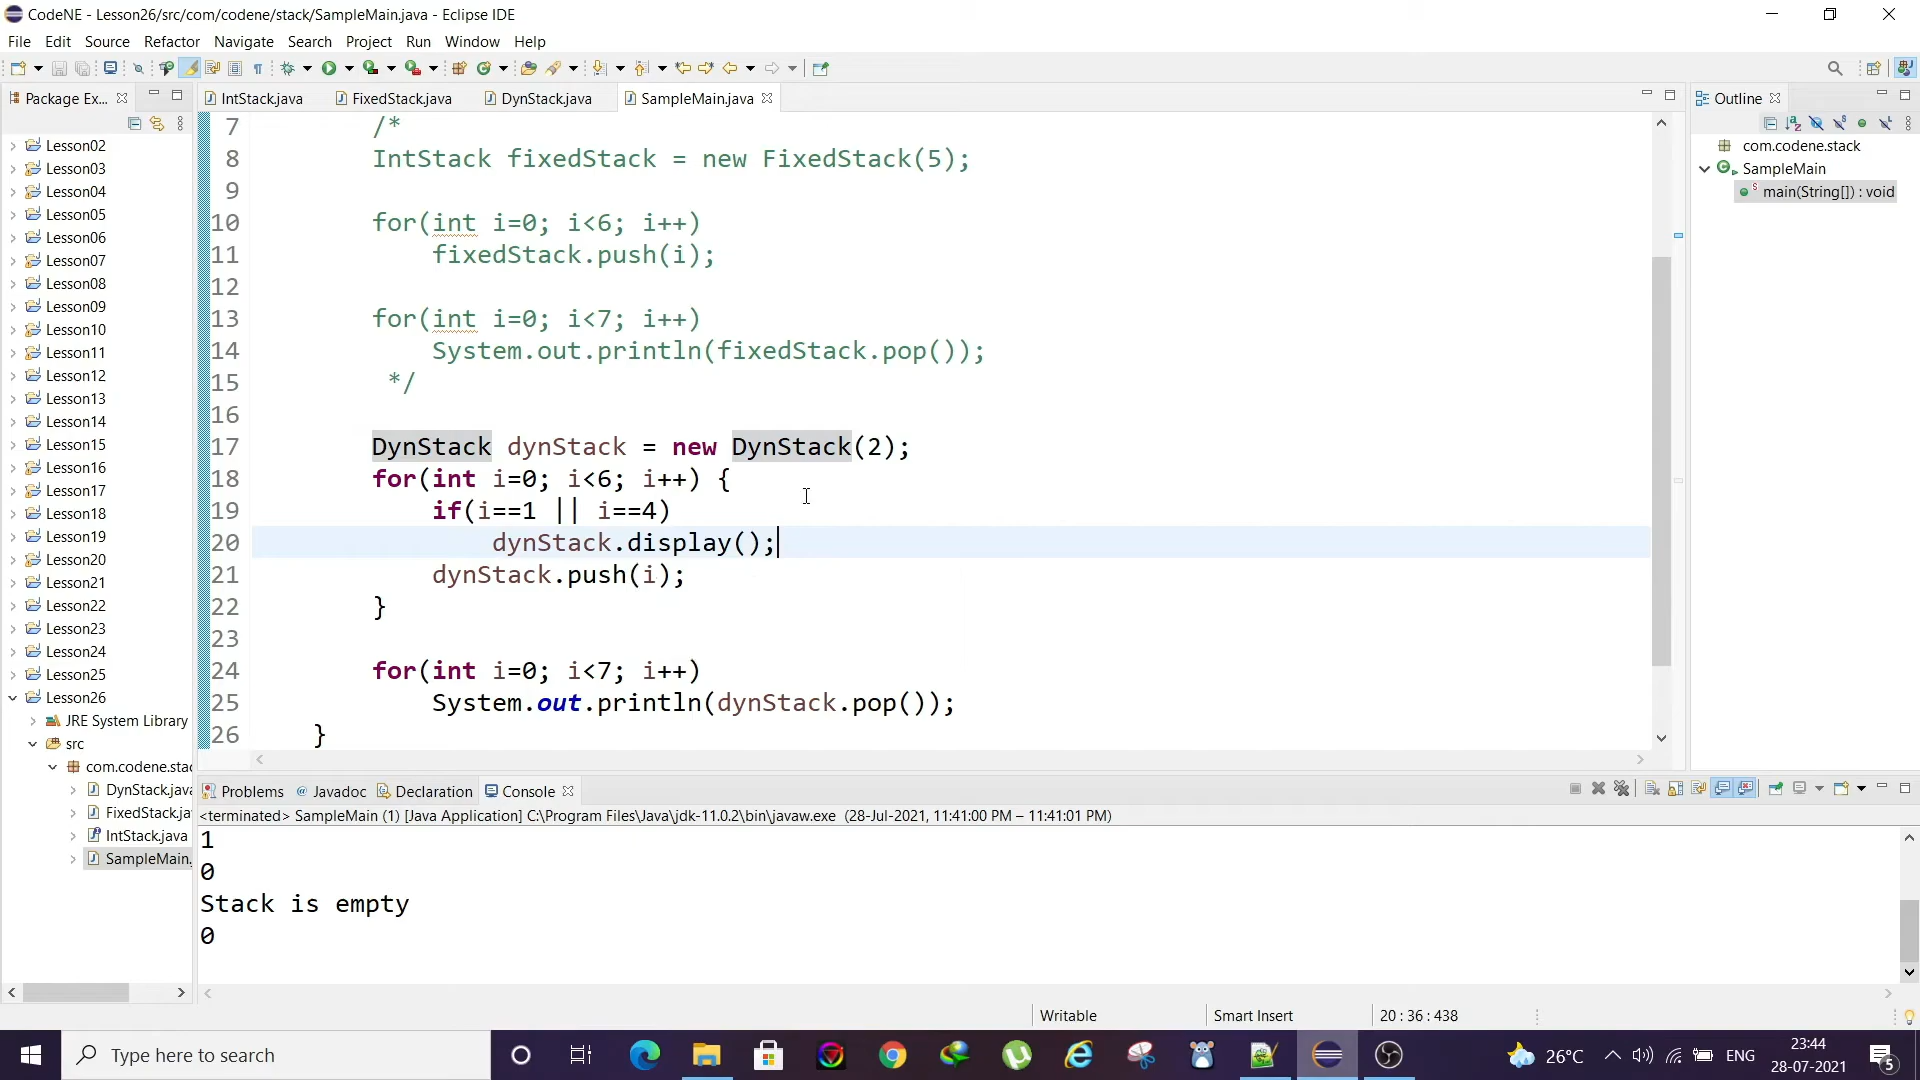 CodeNE - Lesson26/src/com/codene/stack/SampleMain.java - Eclipse IDE
File Edit Source Refactor Navigate Search Project Run Window Help
Package Ex...
IntStack.java FixedStack.java DynStack.java SampleMain.java
Outline
Lesson02
Lesson03
Lesson04
Lesson05
Lesson06
Lesson07
Lesson08
Lesson09
Lesson10
Lesson11
Lesson12
Lesson13
Lesson14
Lesson15
Lesson16
Lesson17
Lesson18
Lesson19
Lesson20
Lesson21
Lesson22
Lesson23
Lesson24
Lesson25
Lesson26
JRE System Library
src
com.codene.stac
DynStack.java
FixedStack.ja
IntStack.java
SampleMain.
7 /*
8 IntStack fixedStack = new FixedStack(5);
9
10 for(int i=0; i<6; i++)
11 fixedStack.push(i);
12
13 for(int i=0; i<7; i++)
14 System.out.println(fixedStack.pop());
15 */
16
17 DynStack dynStack = new DynStack(2);
18 for(int i=0; i<6; i++) {
19 if(i==1 || i==4)
20 dynStack.display();
21 dynStack.push(i);
22 }
23
24 for(int i=0; i<7; i++)
25 System.out.println(dynStack.pop());
26 }
com.codene.stack
SampleMain
main(String[]) : void
Problems Javadoc Declaration Console
<terminated> SampleMain (1) [Java Application] C:\Program Files\Java\jdk-11.0.2\bin\javaw.exe (28-Jul-2021, 11:41:00 PM – 11:41:01 PM)
1
0
Stack is empty
0
Writable Smart Insert 20 : 36 : 438
Type here to search
26°C ENG
23:44
28-07-2021
5